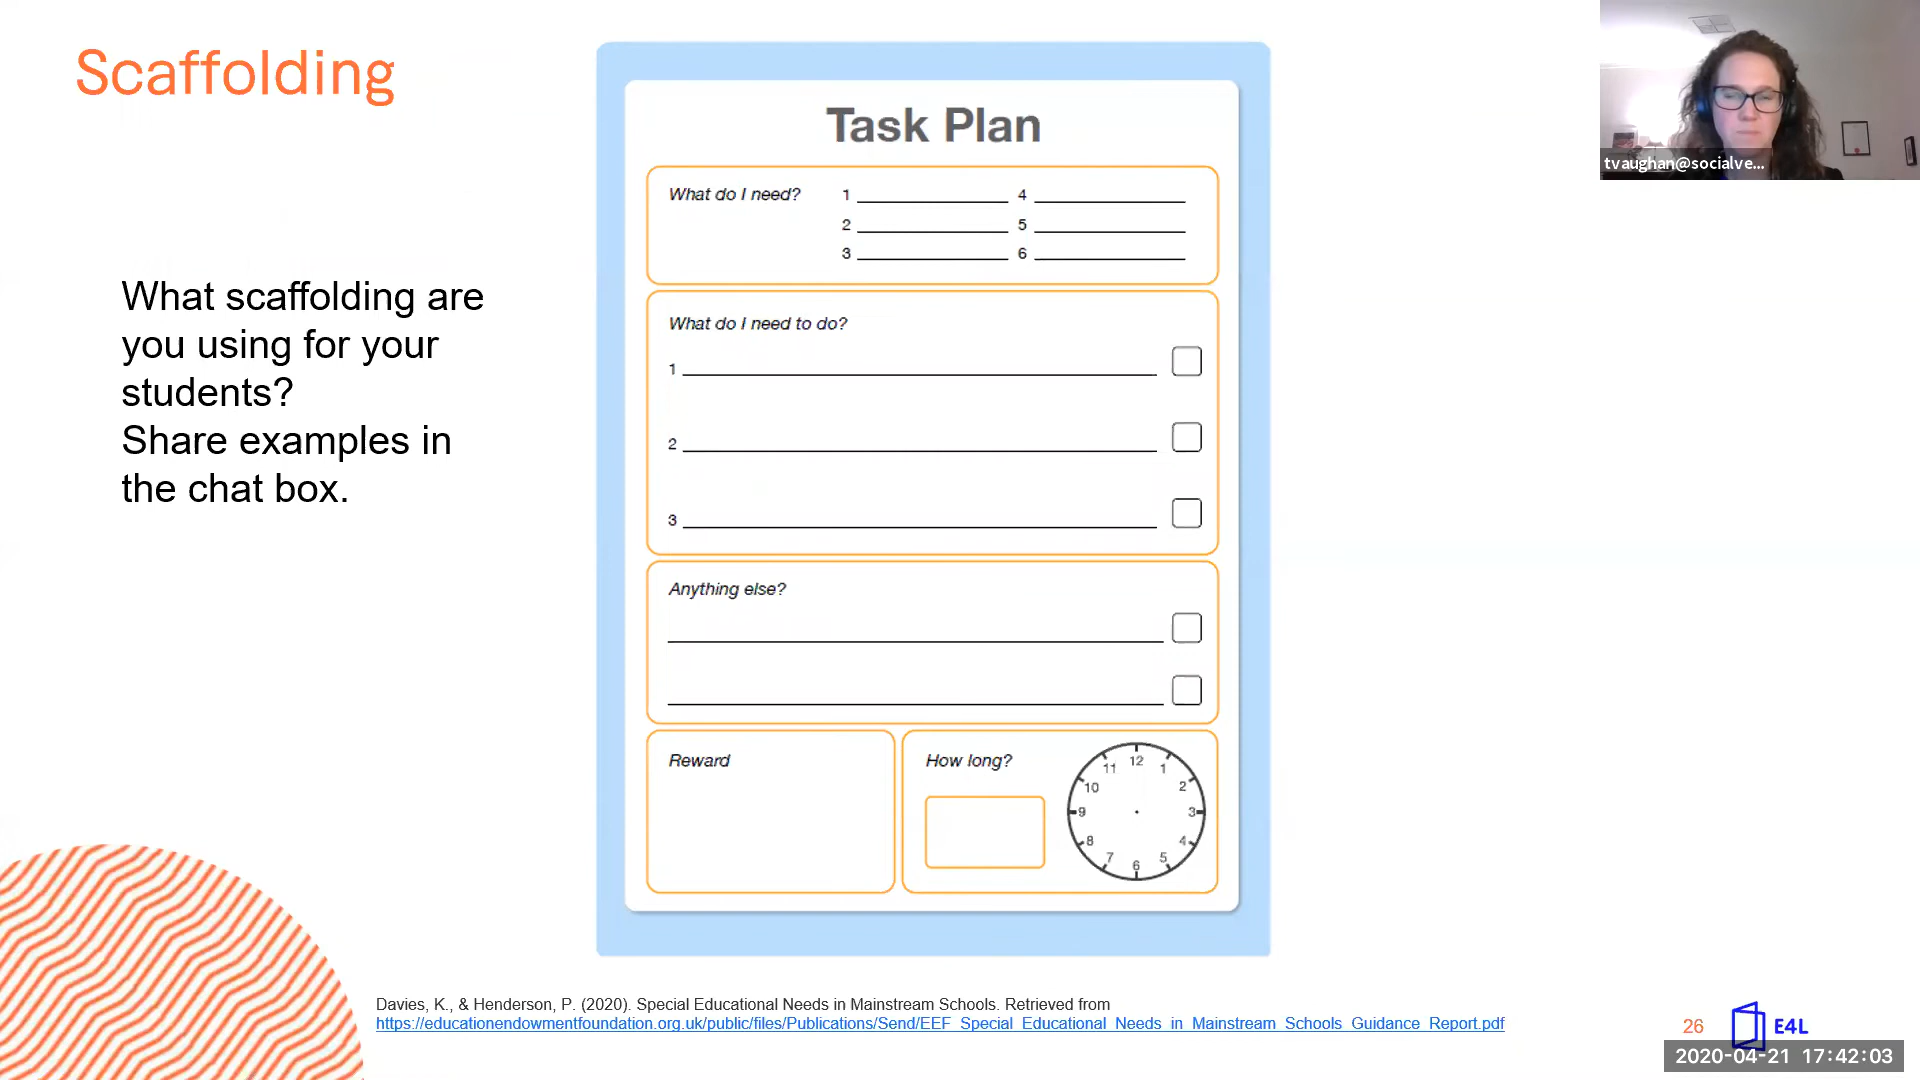 Scaffolding
What scaffolding are
you using for your
students?
Share examples in
the chat box.
Task Plan
What do I need?
1
2
3
4
5
6
What do I need to do?
1
2
3
Anything else?
Reward
How long?
12
1
2
3
4
5
6
7
8
9
10
11
tvaughan@socialve...
Davies, K., & Henderson, P. (2020). Special Educational Needs in Mainstream Schools. Retrieved from
https://educationendowmentfoundation.org.uk/public/files/Publications/Send/EEF_Special_Educational_Needs_in_Mainstream_Schools_Guidance_Report.pdf
26
E4L
2020-04-21 17:42:03